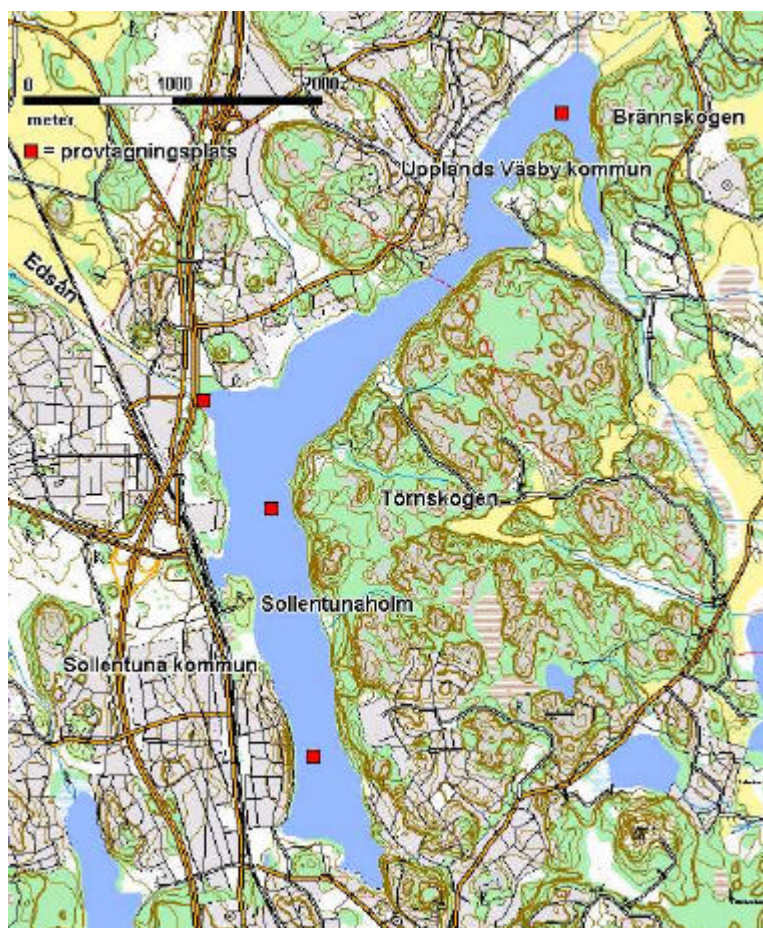 0 1000 2000
meter
= provtagningsplats
Brännskogen
Upplands Väsby kommun
Edsån
Törnskogen
Sollentunaholm
Sollentuna kommun